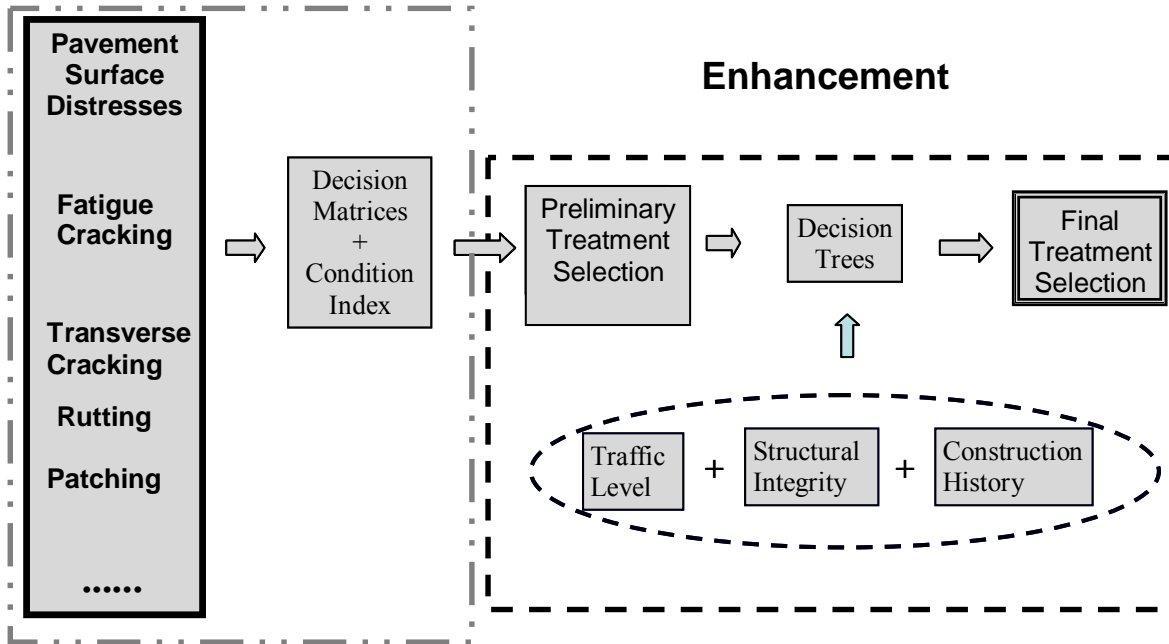 Pavement
Surface
Distresses
Fatigue
Cracking
Transverse
Cracking
Rutting
Patching
......
Decision
Matrices
+
Condition
Index
Enhancement
Preliminary
Treatment
Selection
Decision
Trees
Final
Treatment
Selection
Traffic
Level
+
Structural
Integrity
+
Construction
History